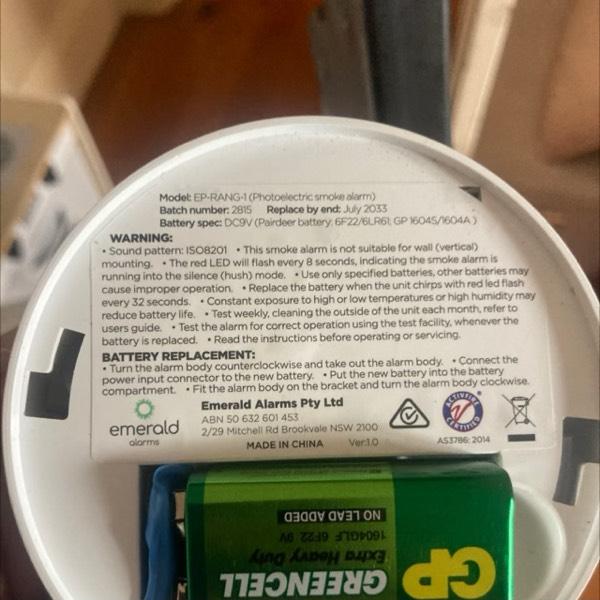 Model: EP-RANG-1 (Photoelectric smoke alarm)
Batch number: 2815 Replace by end: July 2033
Battery spec: DC9V (Pairdeer battery: 6F22/6LR61; GP 1604S/1604A )
WARNING:
• Sound pattern: ISO8201 • This smoke alarm is not suitable for wall (vertical)
mounting. • The red LED will flash every 8 seconds, indicating the smoke alarm is
running into the silence (hush) mode. • Use only specified batteries, other batteries may
cause improper operation. • Replace the battery when the unit chirps with red led flash
every 32 seconds. • Constant exposure to high or low temperatures or high humidity may
reduce battery life. • Test weekly, cleaning the outside of the unit each month, refer to
users guide. • Test the alarm for correct operation using the test facility, whenever the
battery is replaced. • Read the instructions before operating or servicing.
BATTERY REPLACEMENT:
• Turn the alarm body counterclockwise and take out the alarm body. • Connect the
power input connector to the new battery. • Put the new battery into the battery
compartment. • Fit the alarm body on the bracket and turn the alarm body clockwise.
emerald
alarms
Emerald Alarms Pty Ltd
ABN 50 632 601 453
2/29 Mitchell Rd Brookvale NSW 2100
MADE IN CHINA Ver:1.0
ACTIVFIRE
CERTIFIED
AS3786: 2014
GP
GREENCELL
Extra Heavy Duty
1604GLF 6F22 9V
NO LEAD ADDED